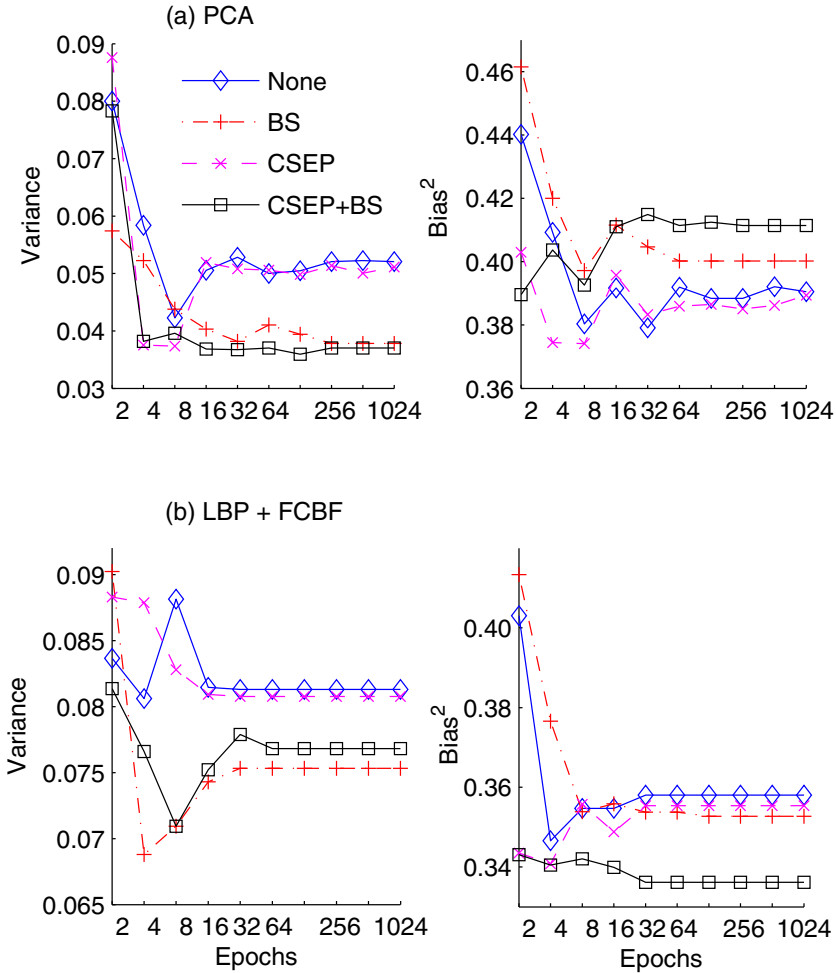 (a) PCA
0.09
0.08
0.07
0.06
0.05
0.04
0.03
Variance
None
BS
CSEP
CSEP+BS
2 4 8 16 32 64 256 1024
0.46
0.44
0.42
0.40
0.38
0.36
Bias²
2 4 8 16 32 64 256 1024
(b) LBP + FCBF
0.09
0.085
0.08
0.075
0.07
0.065
Variance
2 4 8 16 32 64 256 1024
Epochs
0.40
0.38
0.36
0.34
Bias²
2 4 8 16 32 64 256 1024
Epochs